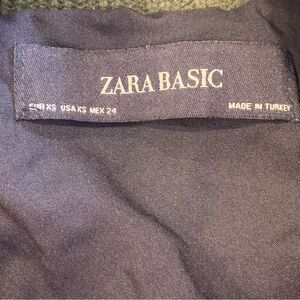 ZARA BASIC
EUR XS USA XS MEX 24 MADE IN TURKEY